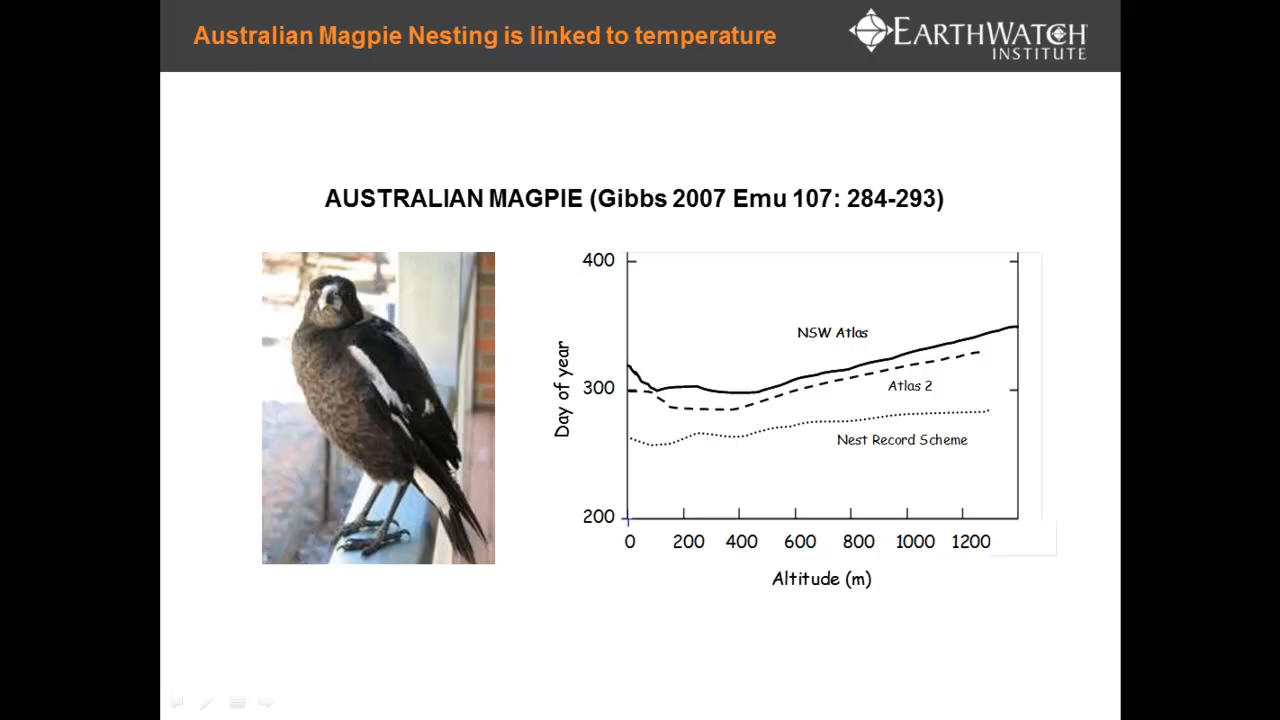 Australian Magpie Nesting is linked to temperature
EARTHWATCH
INSTITUTE
AUSTRALIAN MAGPIE (Gibbs 2007 Emu 107: 284-293)
400
300
200
Day of year
NSW Atlas
Atlas 2
Nest Record Scheme
0 200 400 600 800 1000 1200
Altitude (m)